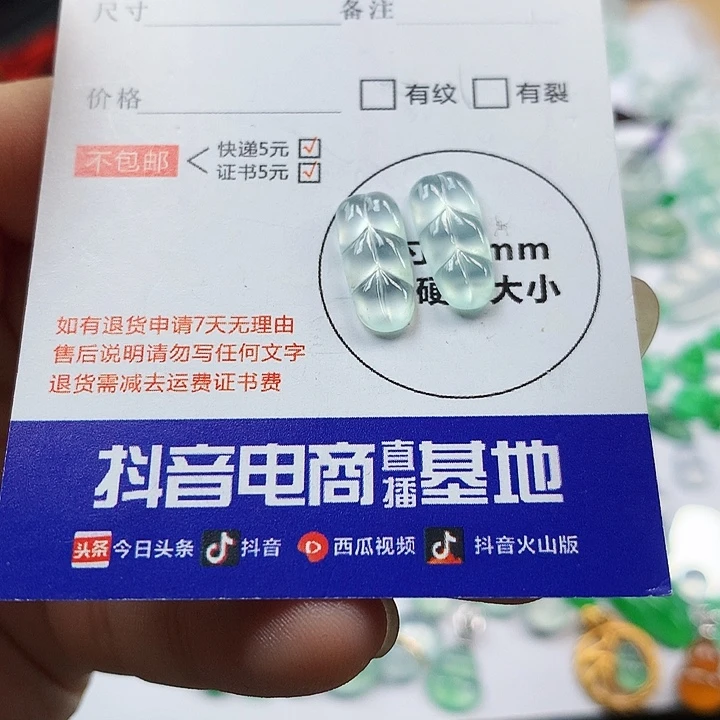 尺寸 备注
价格 有纹 有裂
不包邮 快递5元
证书5元
mm
硬 大小
如有退货申请7天无理由
售后说明请勿写任何文字
退货需减去运费证书费
抖音电商直播基地
头条 今日头条 抖音 西瓜视频 抖音火山版